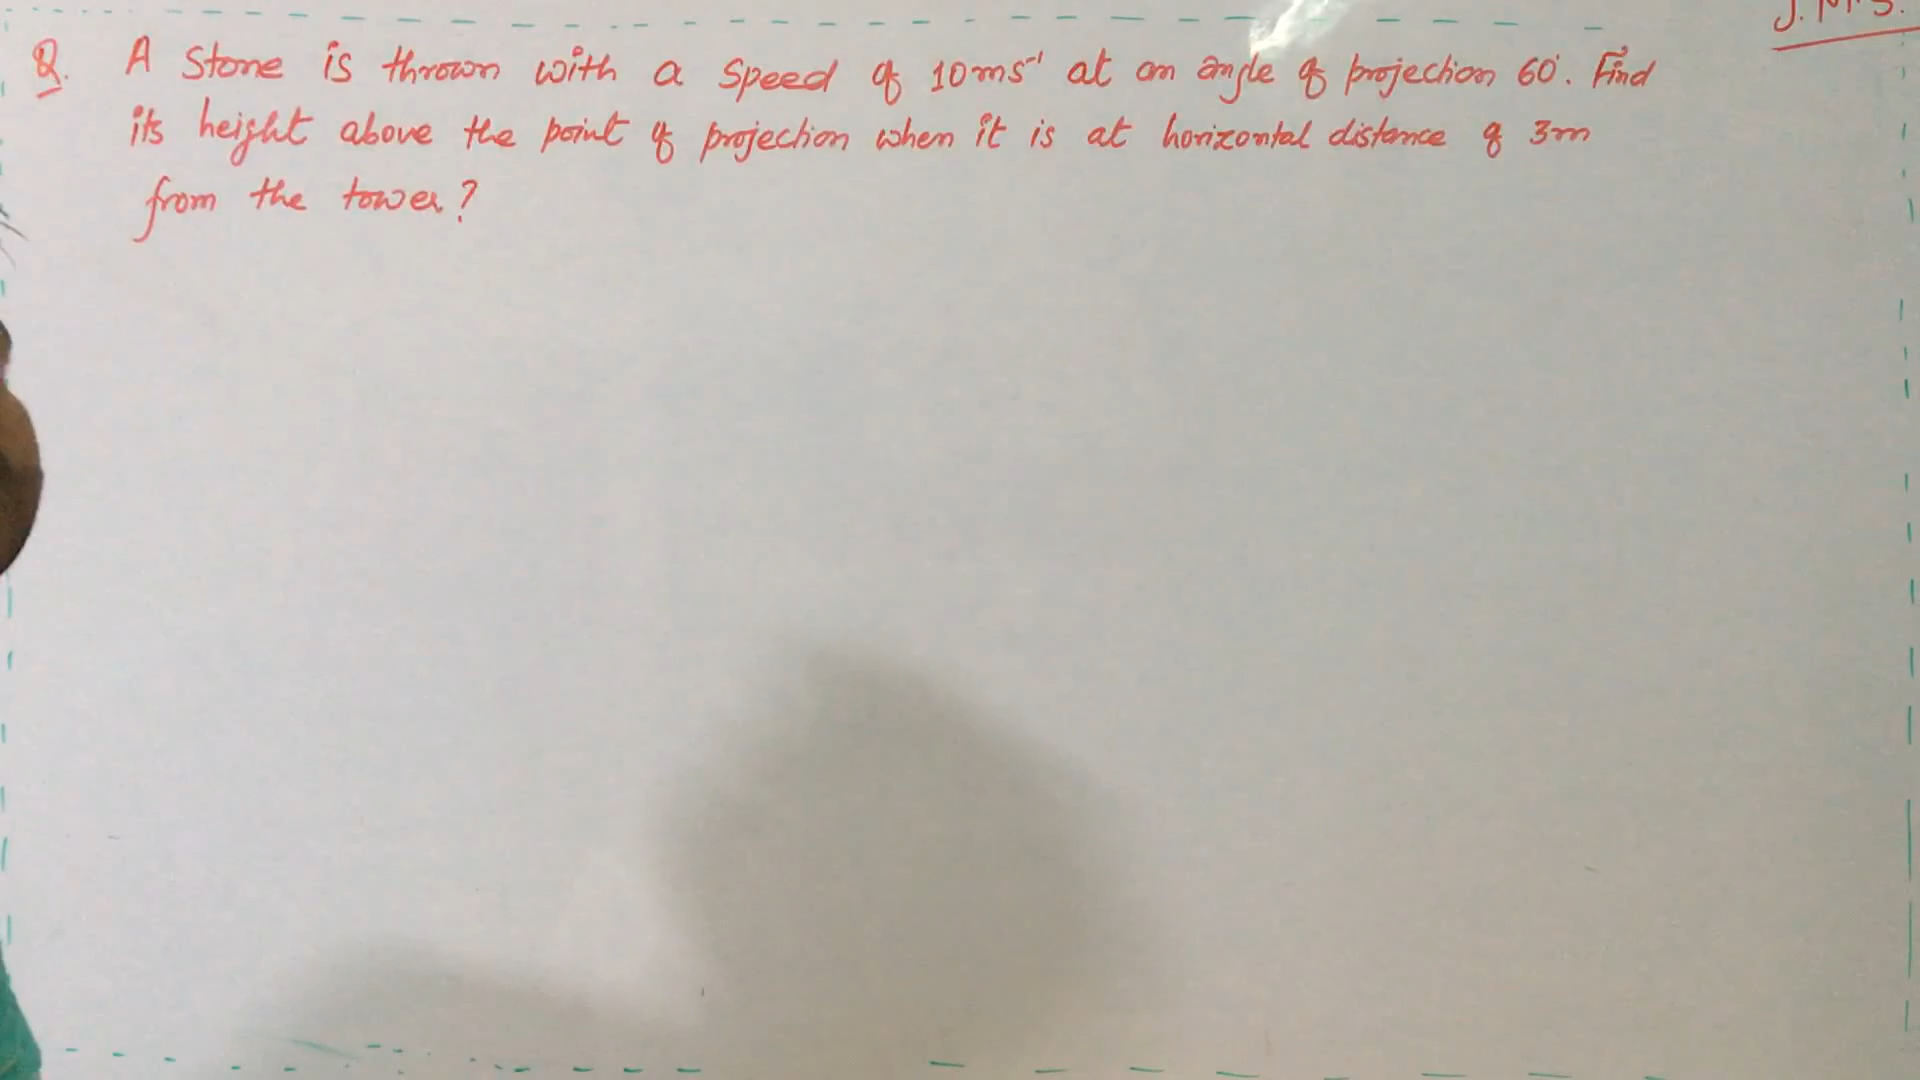 Q. A Stone is thrown with a Speed of 10ms⁻¹ at an angle of projection 60°. Find
its height above the point of projection when it is at horizontal distance of 3m
from the tower?